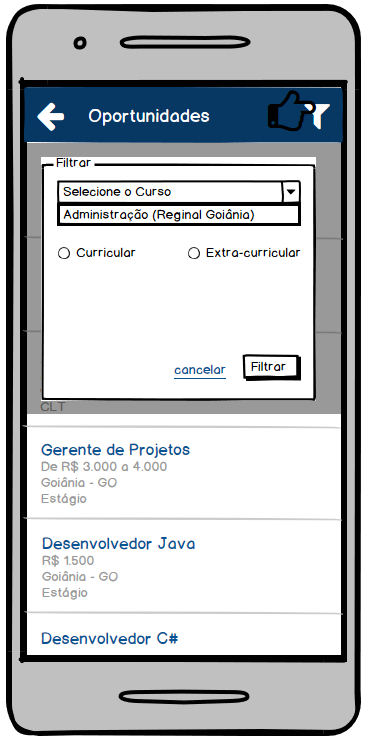 Oportunidades
Filtrar
Selecione o Curso
Administração (Reginal Goiânia)
Curricular
Extra-curricular
cancelar
Filtrar
CLT
Gerente de Projetos
De R$ 3.000 a 4.000
Goiânia - GO
Estágio
Desenvolvedor Java
R$ 1.500
Goiânia - GO
Estágio
Desenvolvedor C#